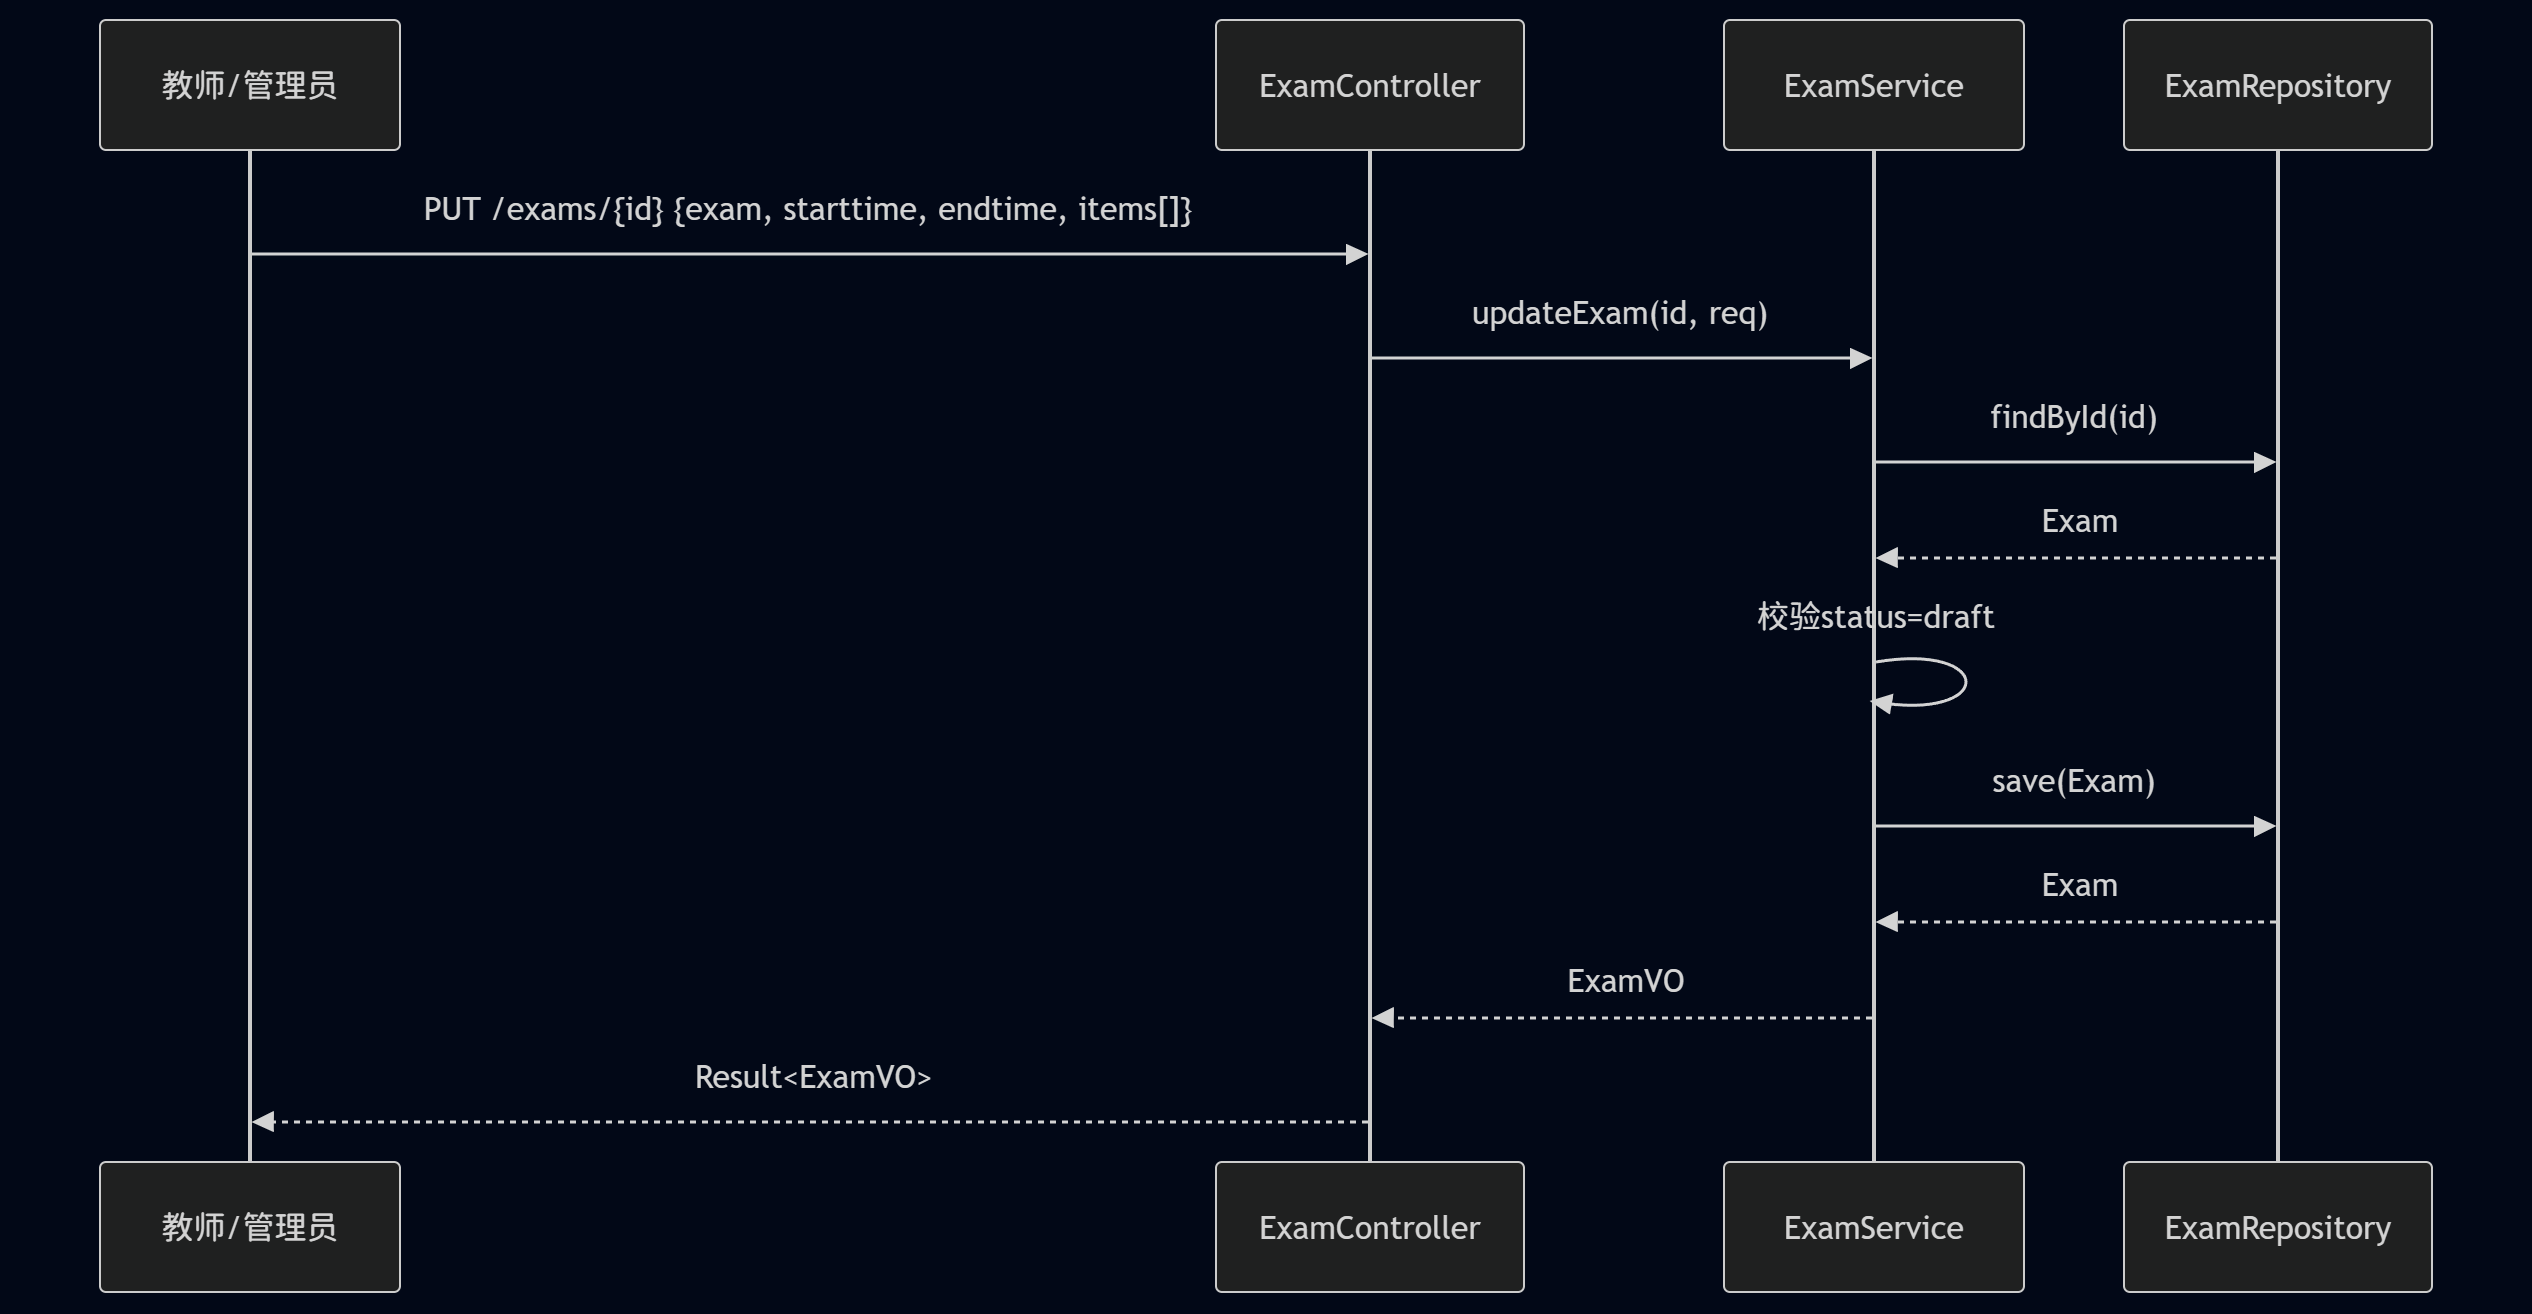 教师/管理员
ExamController
ExamService
ExamRepository
PUT /exams/{id} {exam, starttime, endtime, items[]}
updateExam(id, req)
findById(id)
Exam
校验status=draft
save(Exam)
Exam
ExamVO
Result<ExamVO>
教师/管理员
ExamController
ExamService
ExamRepository